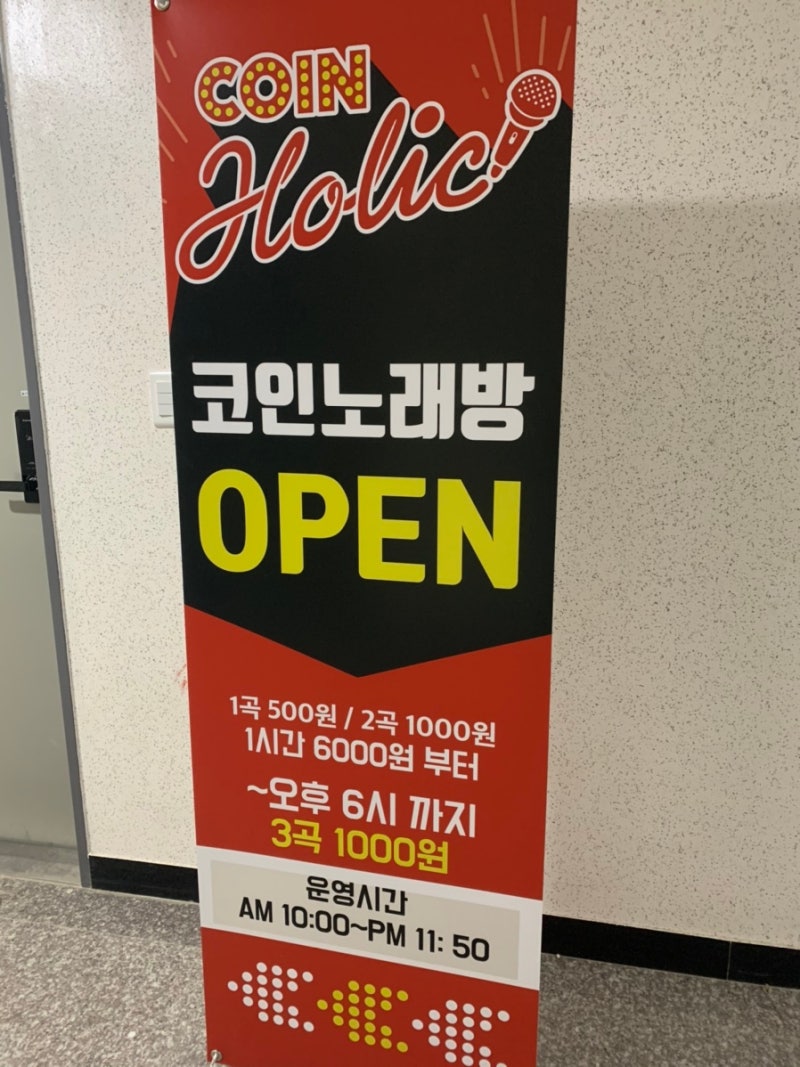 COIN
Holic
코인노래방
OPEN
1곡 500원 / 2곡 1000원
1시간 6000원 부터
~오후 6시 까지
3곡 1000원
운영시간
AM 10:00~PM 11: 50